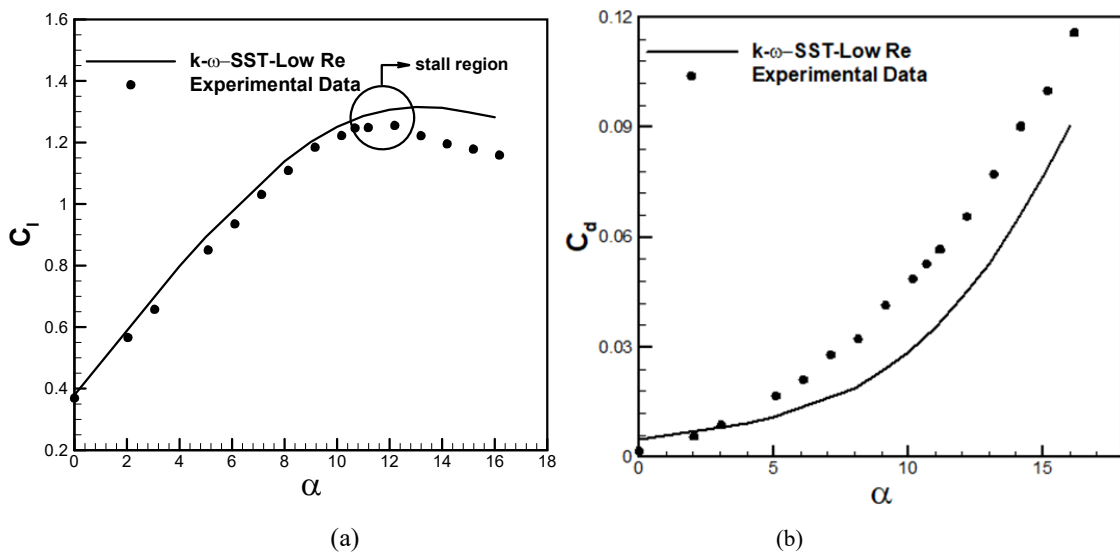 1.6
k-ω-SST-Low Re
Experimental Data
stall region
1.4
1.2
1
0.8
0.6
0.4
0.2
C_l
0 2 4 6 8 10 12 14 16 18
α
(a)
0.12
k-ω-SST-Low Re
Experimental Data
0.09
0.06
0.03
0
C_d
0 5 10 15
α
(b)